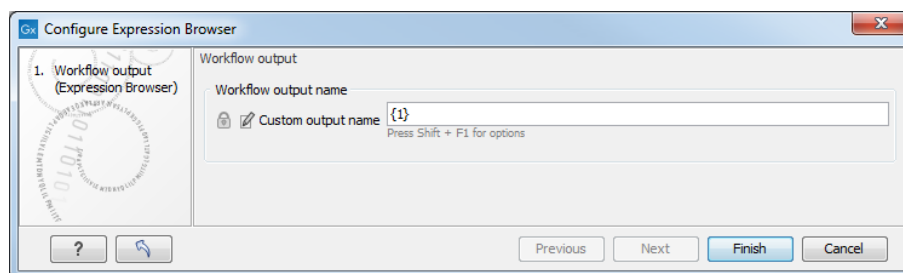 Gx Configure Expression Browser
1. Workflow output
(Expression Browser)
Workflow output
Workflow output name
Custom output name {1}
Press Shift + F1 for options
? Previous Next Finish Cancel